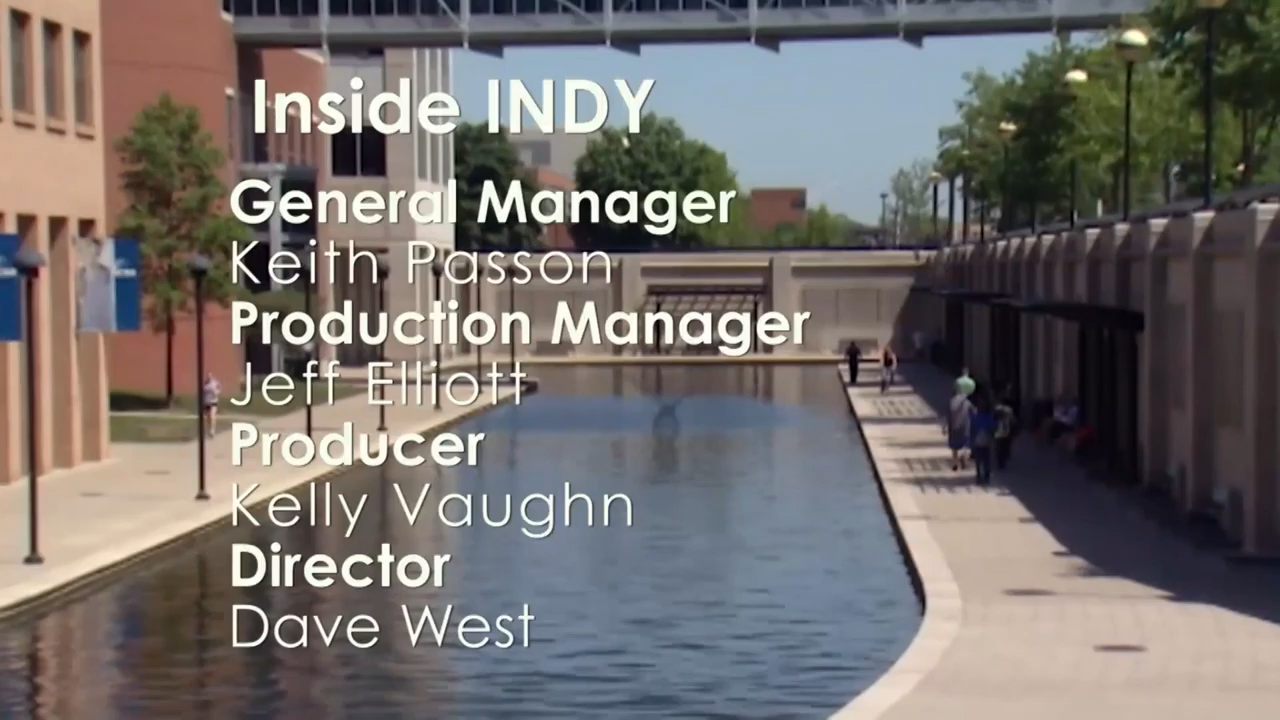 Inside INDY
General Manager
Keith Passon
Production Manager
Jeff Elliott
Producer
Kelly Vaughn
Director
Dave West